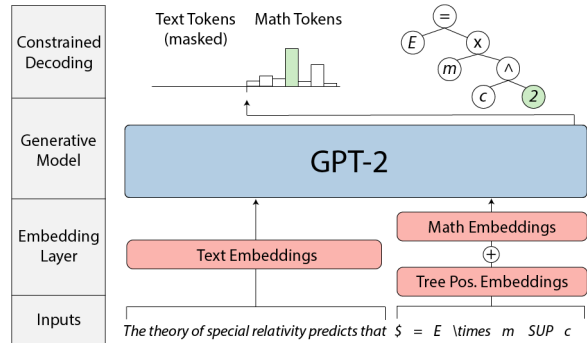 Constrained
Decoding
Text Tokens
(masked)
Math Tokens
=
E
x
m
^
c
2
Generative
Model
GPT-2
Embedding
Layer
Text Embeddings
Math Embeddings
+
Tree Pos. Embeddings
Inputs
The theory of special relativity predicts that $ = E \times m SUP c